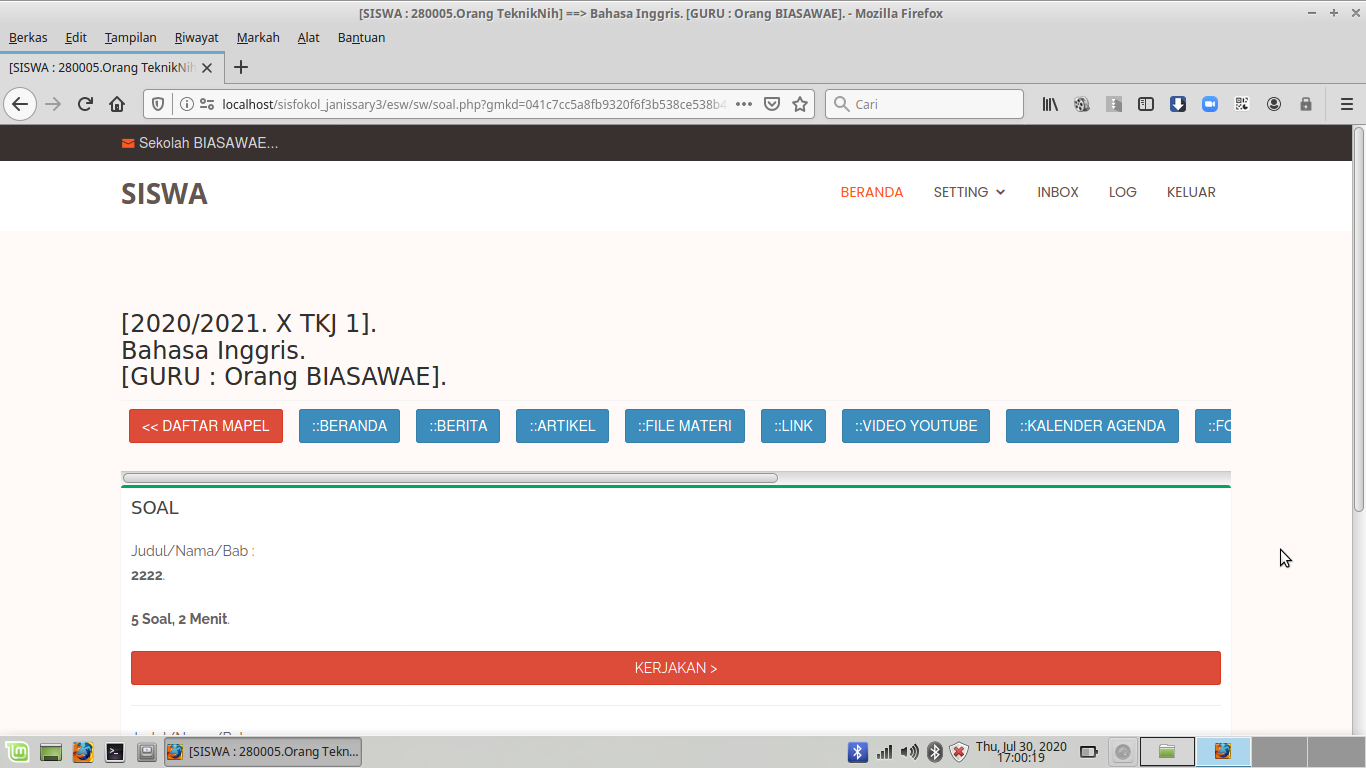 [SISWA : 280005.Orang TeknikNih] ==> Bahasa Inggris. [GURU : Orang BIASAWAE]. - Mozilla Firefox
Berkas Edit Tampilan Riwayat Markah Alat Bantuan
[SISWA : 280005.Orang TeknikNih
localhost/sisfokol_janissary3/esw/sw/soal.php?gmkd=041c7cc5a8fb9320f6f3b538ce538b4 Cari
Sekolah BIASAWAE...
SISWA BERANDA SETTING INBOX LOG KELUAR
[2020/2021. X TKJ 1].
Bahasa Inggris.
[GURU : Orang BIASAWAE].
<< DAFTAR MAPEL ::BERANDA ::BERITA ::ARTIKEL ::FILE MATERI ::LINK ::VIDEO YOUTUBE ::KALENDER AGENDA ::FO
SOAL
Judul/Nama/Bab :
2222.
5 Soal, 2 Menit.
KERJAKAN >
[SISWA : 280005.Orang Tekn... Thu, Jul 30, 2020
17:00:19